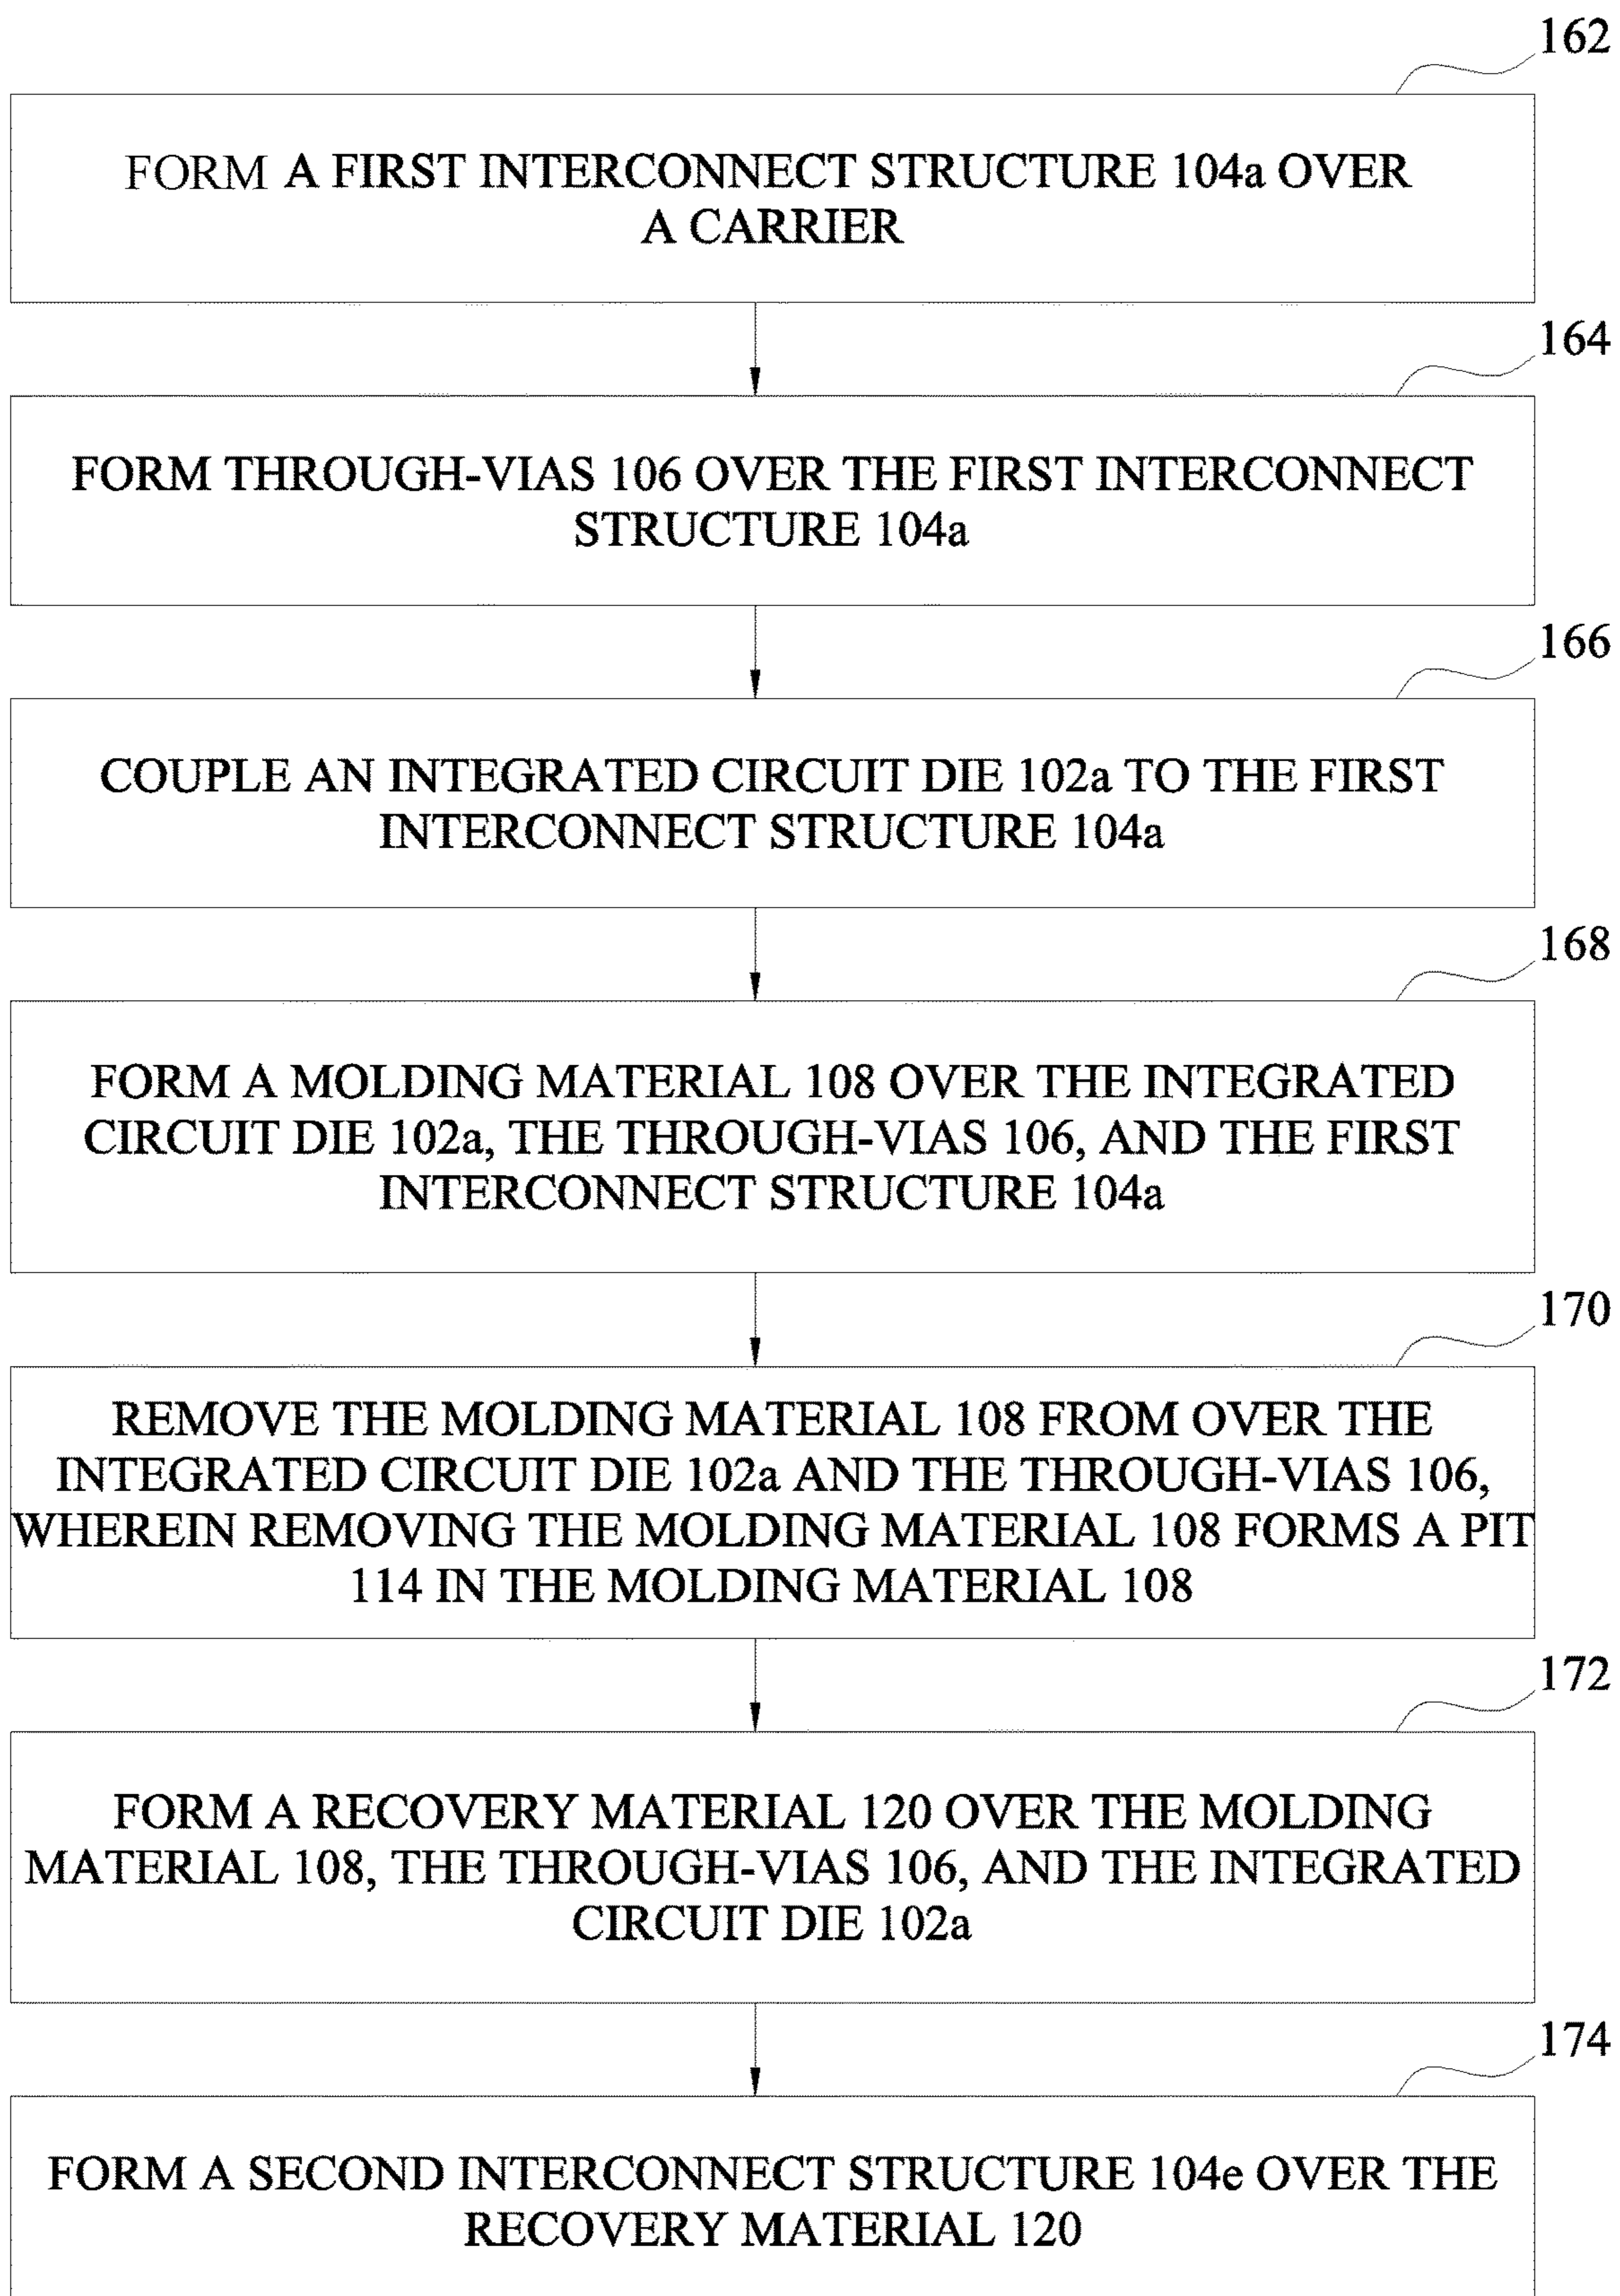 162
FORM A FIRST INTERCONNECT STRUCTURE 104a OVER
A CARRIER
164
FORM THROUGH-VIAS 106 OVER THE FIRST INTERCONNECT
STRUCTURE 104a
166
COUPLE AN INTEGRATED CIRCUIT DIE 102a TO THE FIRST
INTERCONNECT STRUCTURE 104a
168
FORM A MOLDING MATERIAL 108 OVER THE INTEGRATED
CIRCUIT DIE 102a, THE THROUGH-VIAS 106, AND THE FIRST
INTERCONNECT STRUCTURE 104a
170
REMOVE THE MOLDING MATERIAL 108 FROM OVER THE
INTEGRATED CIRCUIT DIE 102a AND THE THROUGH-VIAS 106,
WHEREIN REMOVING THE MOLDING MATERIAL 108 FORMS A PIT
114 IN THE MOLDING MATERIAL 108
172
FORM A RECOVERY MATERIAL 120 OVER THE MOLDING
MATERIAL 108, THE THROUGH-VIAS 106, AND THE INTEGRATED
CIRCUIT DIE 102a
174
FORM A SECOND INTERCONNECT STRUCTURE 104e OVER THE
RECOVERY MATERIAL 120